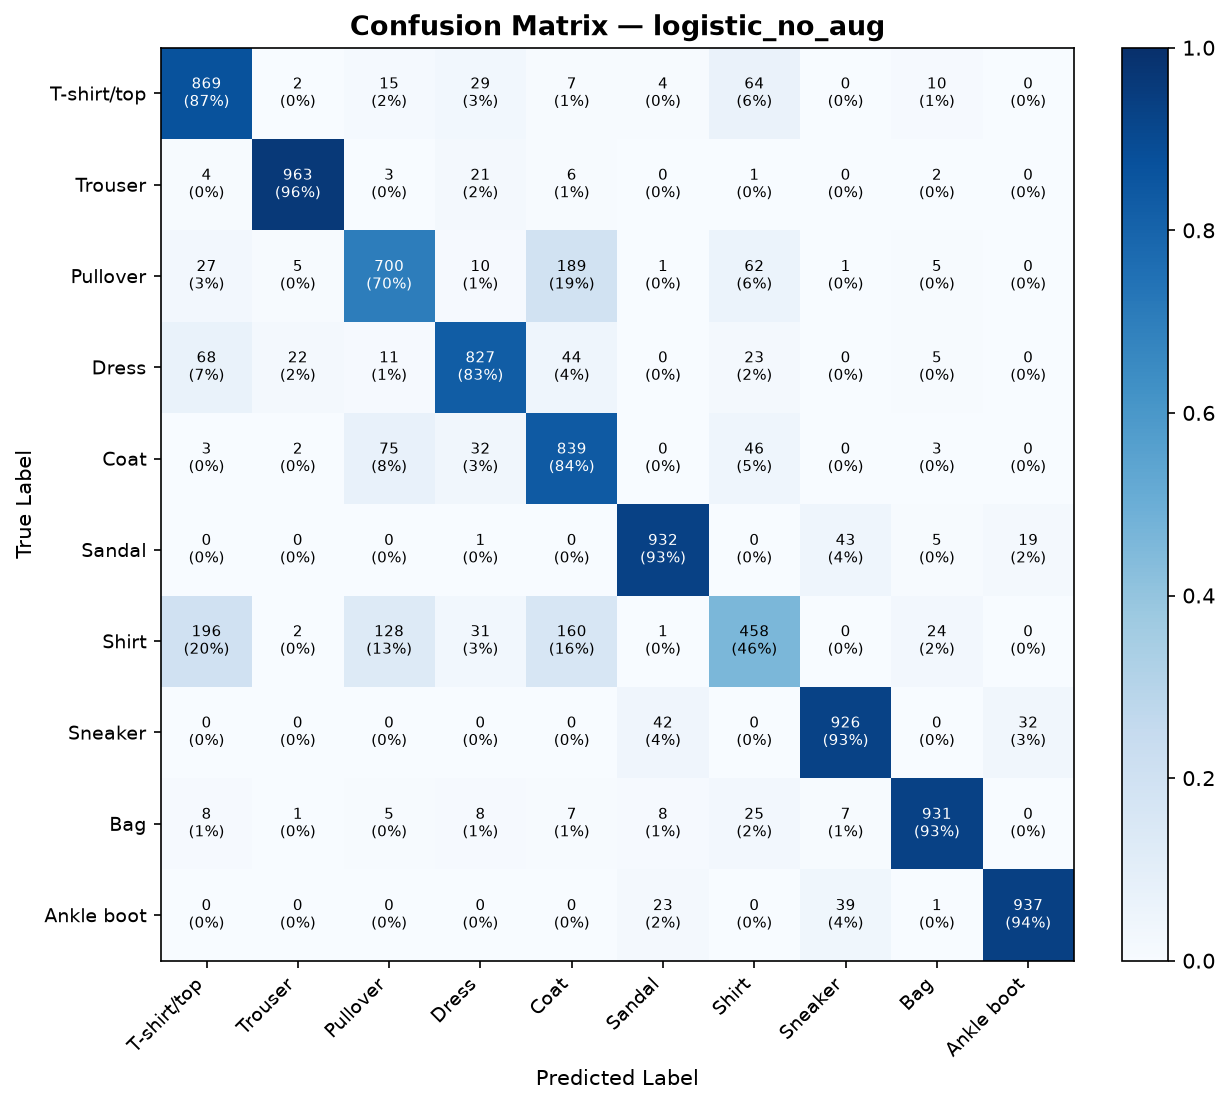 Confusion Matrix — logistic_no_aug
T-shirt/top 869 2 15 29 7 4 64 0 10 0
(87%) (0%) (2%) (3%) (1%) (0%) (6%) (0%) (1%) (0%)
Trouser 4 963 3 21 6 0 1 0 2 0
(0%) (96%) (0%) (2%) (1%) (0%) (0%) (0%) (0%) (0%)
Pullover 27 5 700 10 189 1 62 1 5 0
(3%) (0%) (70%) (1%) (19%) (0%) (6%) (0%) (0%) (0%)
Dress 68 22 11 827 44 0 23 0 5 0
(7%) (2%) (1%) (83%) (4%) (0%) (2%) (0%) (0%) (0%)
Coat 3 2 75 32 839 0 46 0 3 0
(0%) (0%) (8%) (3%) (84%) (0%) (5%) (0%) (0%) (0%)
Sandal 0 0 0 1 0 932 0 43 5 19
(0%) (0%) (0%) (0%) (0%) (93%) (0%) (4%) (0%) (2%)
Shirt 196 2 128 31 160 1 458 0 24 0
(20%) (0%) (13%) (3%) (16%) (0%) (46%) (0%) (2%) (0%)
Sneaker 0 0 0 0 0 42 0 926 0 32
(0%) (0%) (0%) (0%) (0%) (4%) (0%) (93%) (0%) (3%)
Bag 8 1 5 8 7 8 25 7 931 0
(1%) (0%) (0%) (1%) (1%) (1%) (2%) (1%) (93%) (0%)
Ankle boot 0 0 0 0 0 23 0 39 1 937
(0%) (0%) (0%) (0%) (0%) (2%) (0%) (4%) (0%) (94%)
True Label
T-shirt/top Trouser Pullover Dress Coat Sandal Shirt Sneaker Bag Ankle boot
Predicted Label
1.0
0.8
0.6
0.4
0.2
0.0